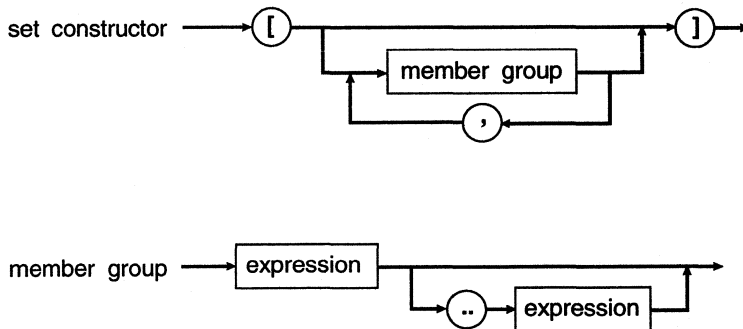 set constructor [ ]
member group
,
member group expression
.. expression